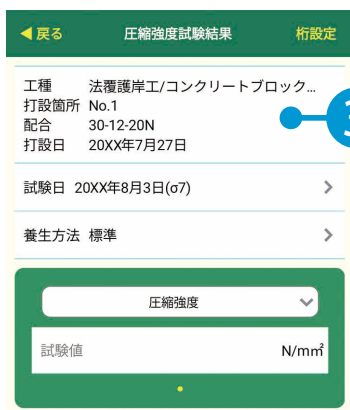 ◀戻る 圧縮強度試験結果 桁設定
工種 法覆護岸工/コンクリートブロック...
打設箇所 No.1
配合 30-12-20N
打設日 20XX年7月27日
試験日 20XX年8月3日(σ7)
養生方法 標準
圧縮強度
試験値 N/mm²